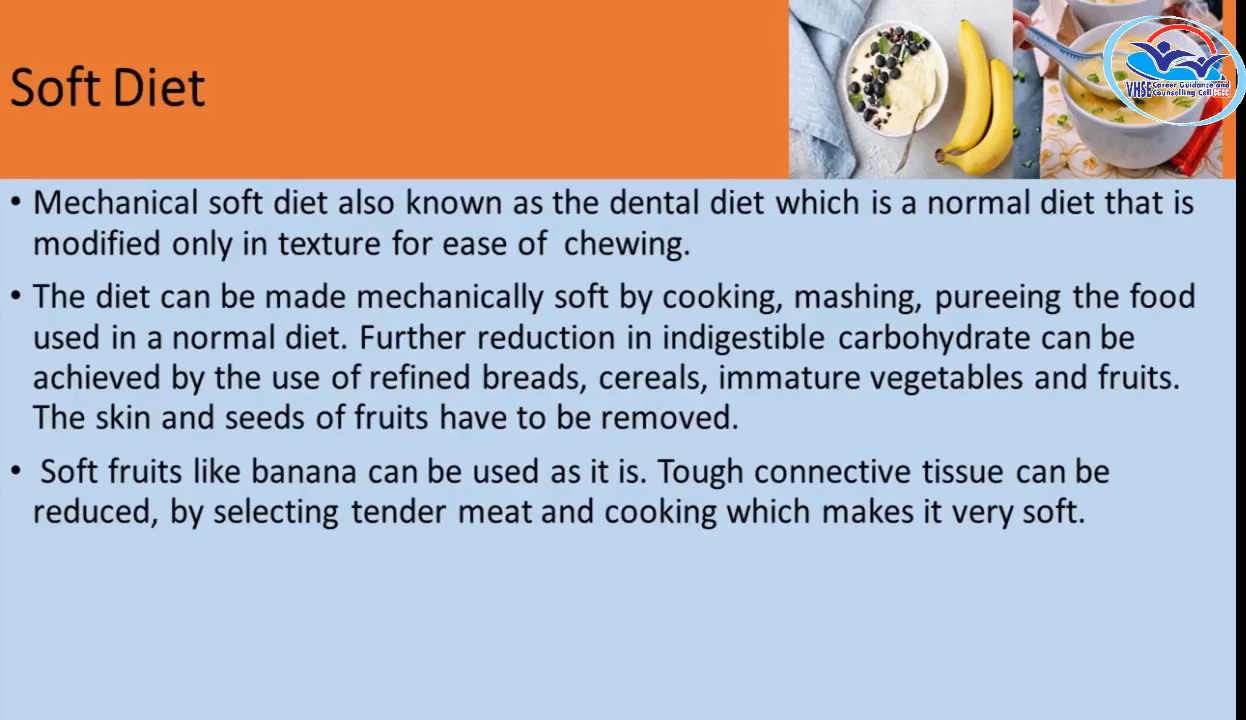 Soft Diet
VHSE Career Guidance and
Counselling Cell
• Mechanical soft diet also known as the dental diet which is a normal diet that is
modified only in texture for ease of chewing.
• The diet can be made mechanically soft by cooking, mashing, pureeing the food
used in a normal diet. Further reduction in indigestible carbohydrate can be
achieved by the use of refined breads, cereals, immature vegetables and fruits.
The skin and seeds of fruits have to be removed.
• Soft fruits like banana can be used as it is. Tough connective tissue can be
reduced, by selecting tender meat and cooking which makes it very soft.